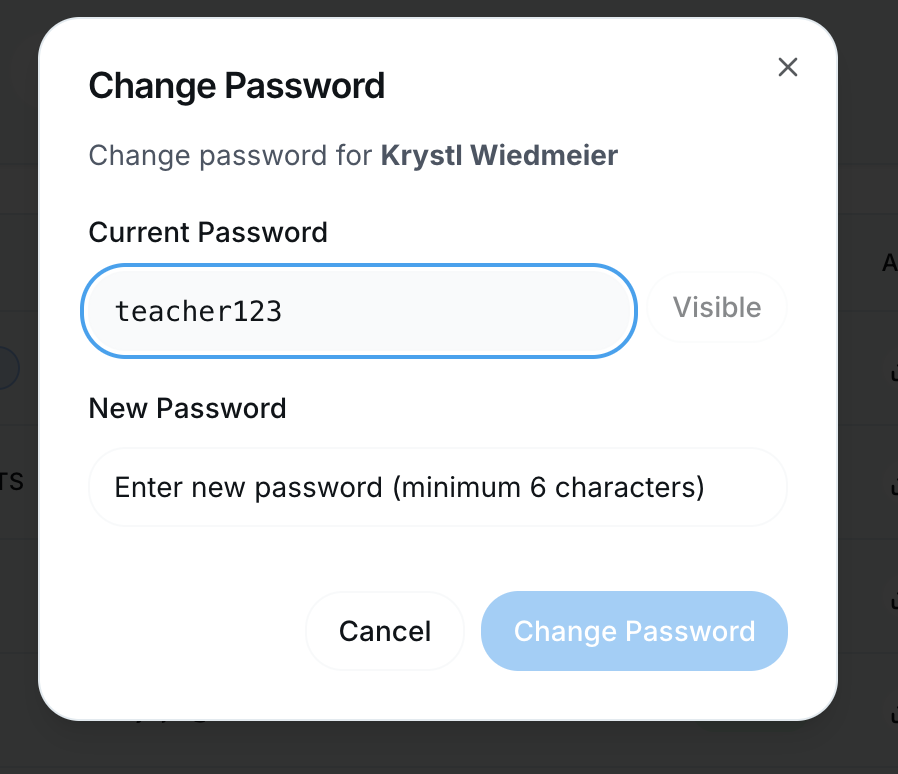 Change Password
Change password for Krystl Wiedmeier
Current Password
teacher123
Visible
New Password
Enter new password (minimum 6 characters)
Cancel
Change Password
A
TS